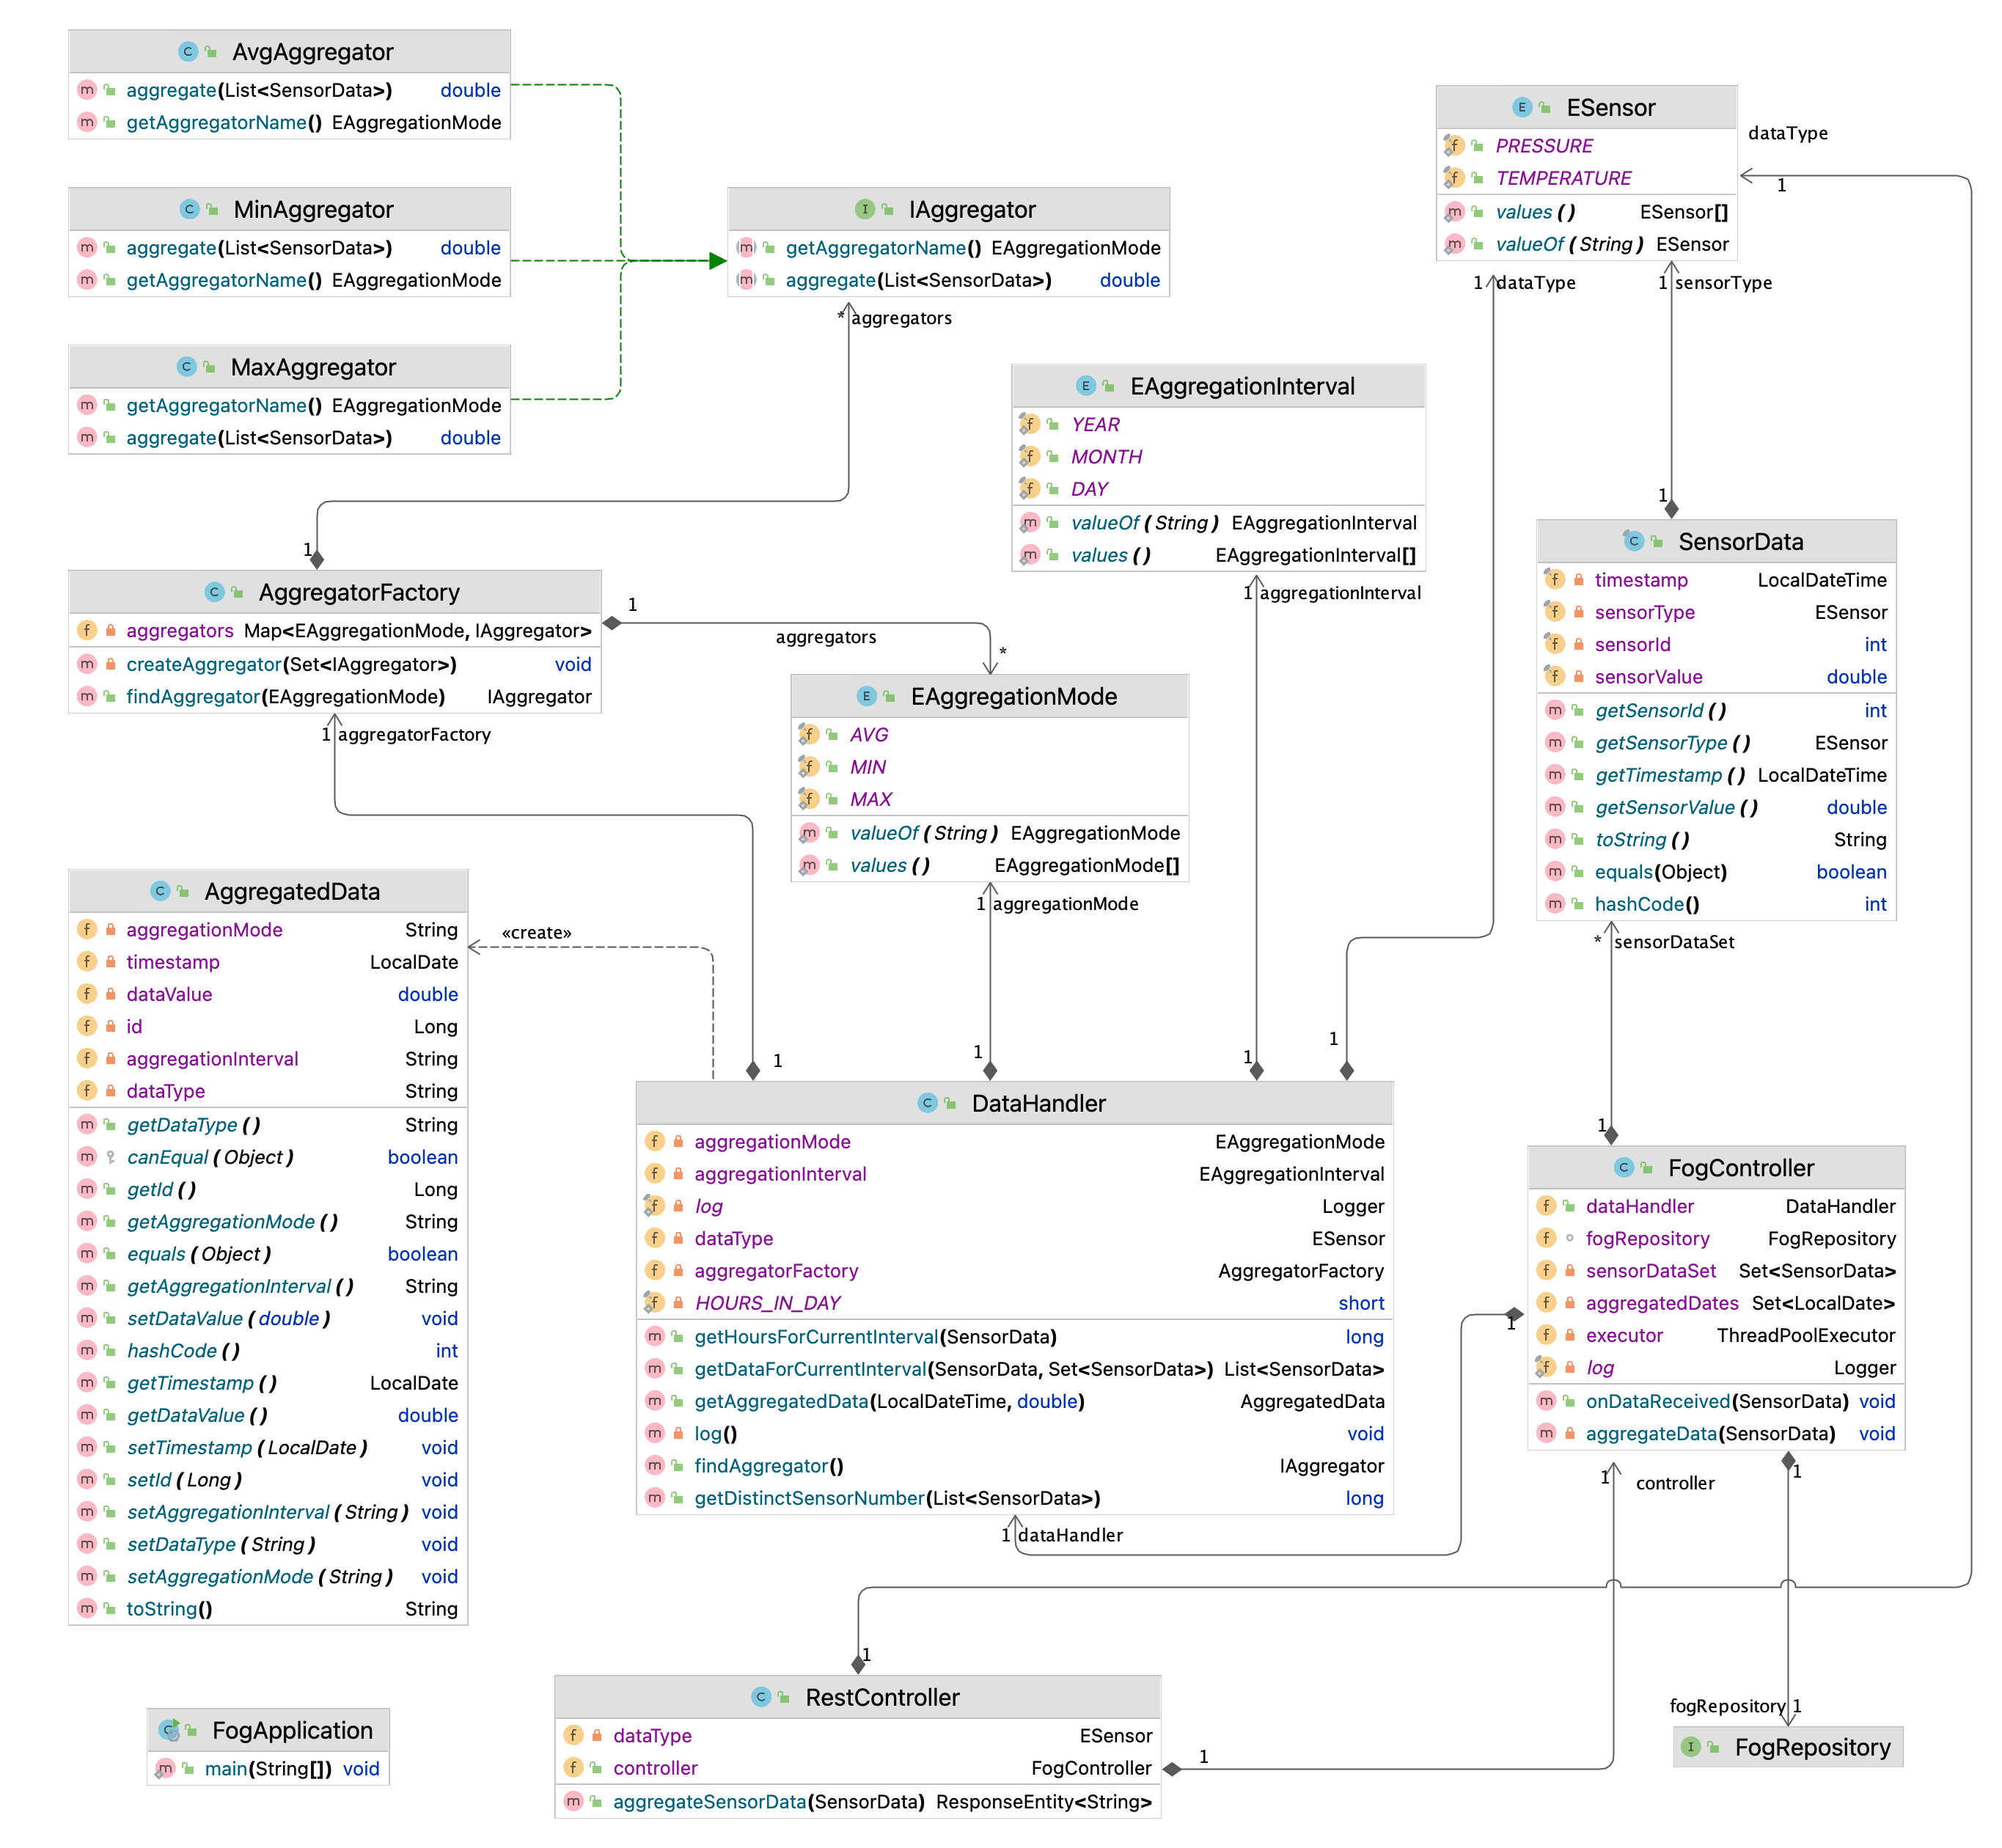 AvgAggregator
aggregate(List<SensorData>) double
getAggregatorName() EAggregationMode
MinAggregator
aggregate(List<SensorData>) double
getAggregatorName() EAggregationMode
MaxAggregator
getAggregatorName() EAggregationMode
aggregate(List<SensorData>) double
IAggregator
getAggregatorName() EAggregationMode
aggregate(List<SensorData>) double
* aggregators
ESensor
PRESSURE
TEMPERATURE
values() ESensor[]
valueOf(String) ESensor
dataType
1
1 dataType
1 sensorType
EAggregationInterval
YEAR
MONTH
DAY
valueOf(String) EAggregationInterval
values() EAggregationInterval[]
1 aggregationInterval
1
SensorData
timestamp LocalDateTime
sensorType ESensor
sensorId int
sensorValue double
getSensorId() int
getSensorType() ESensor
getTimestamp() LocalDateTime
getSensorValue() double
toString() String
equals(Object) boolean
hashCode() int
* sensorDataSet
1
AggregatorFactory
aggregators Map<EAggregationMode, IAggregator>
createAggregator(Set<IAggregator>) void
findAggregator(EAggregationMode) IAggregator
1
aggregators
*
1 aggregatorFactory
EAggregationMode
AVG
MIN
MAX
valueOf(String) EAggregationMode
values() EAggregationMode[]
1 aggregationMode
AggregatedData
aggregationMode String
timestamp LocalDate
dataValue double
id Long
aggregationInterval String
dataType String
getDataType() String
canEqual(Object) boolean
getId() Long
getAggregationMode() String
equals(Object) boolean
getAggregationInterval() String
setDataValue(double) void
hashCode() int
getTimestamp() LocalDate
getDataValue() double
setTimestamp(LocalDate) void
setId(Long) void
setAggregationInterval(String) void
setDataType(String) void
setAggregationMode(String) void
toString() String
«create»
1
1
1
1
DataHandler
aggregationMode EAggregationMode
aggregationInterval EAggregationInterval
log Logger
dataType ESensor
aggregatorFactory AggregatorFactory
HOURS_IN_DAY short
getHoursForCurrentInterval(SensorData) long
getDataForCurrentInterval(SensorData, Set<SensorData>) List<SensorData>
getAggregatedData(LocalDateTime, double) AggregatedData
log() void
findAggregator() IAggregator
getDistinctSensorNumber(List<SensorData>) long
1 dataHandler
1
FogController
dataHandler DataHandler
fogRepository FogRepository
sensorDataSet Set<SensorData>
aggregatedDates Set<LocalDate>
executor ThreadPoolExecutor
log Logger
onDataReceived(SensorData) void
aggregateData(SensorData) void
1
1 controller
1
1
RestController
dataType ESensor
controller FogController
aggregateSensorData(SensorData) ResponseEntity<String>
1
fogRepository 1
FogRepository
FogApplication
main(String[]) void